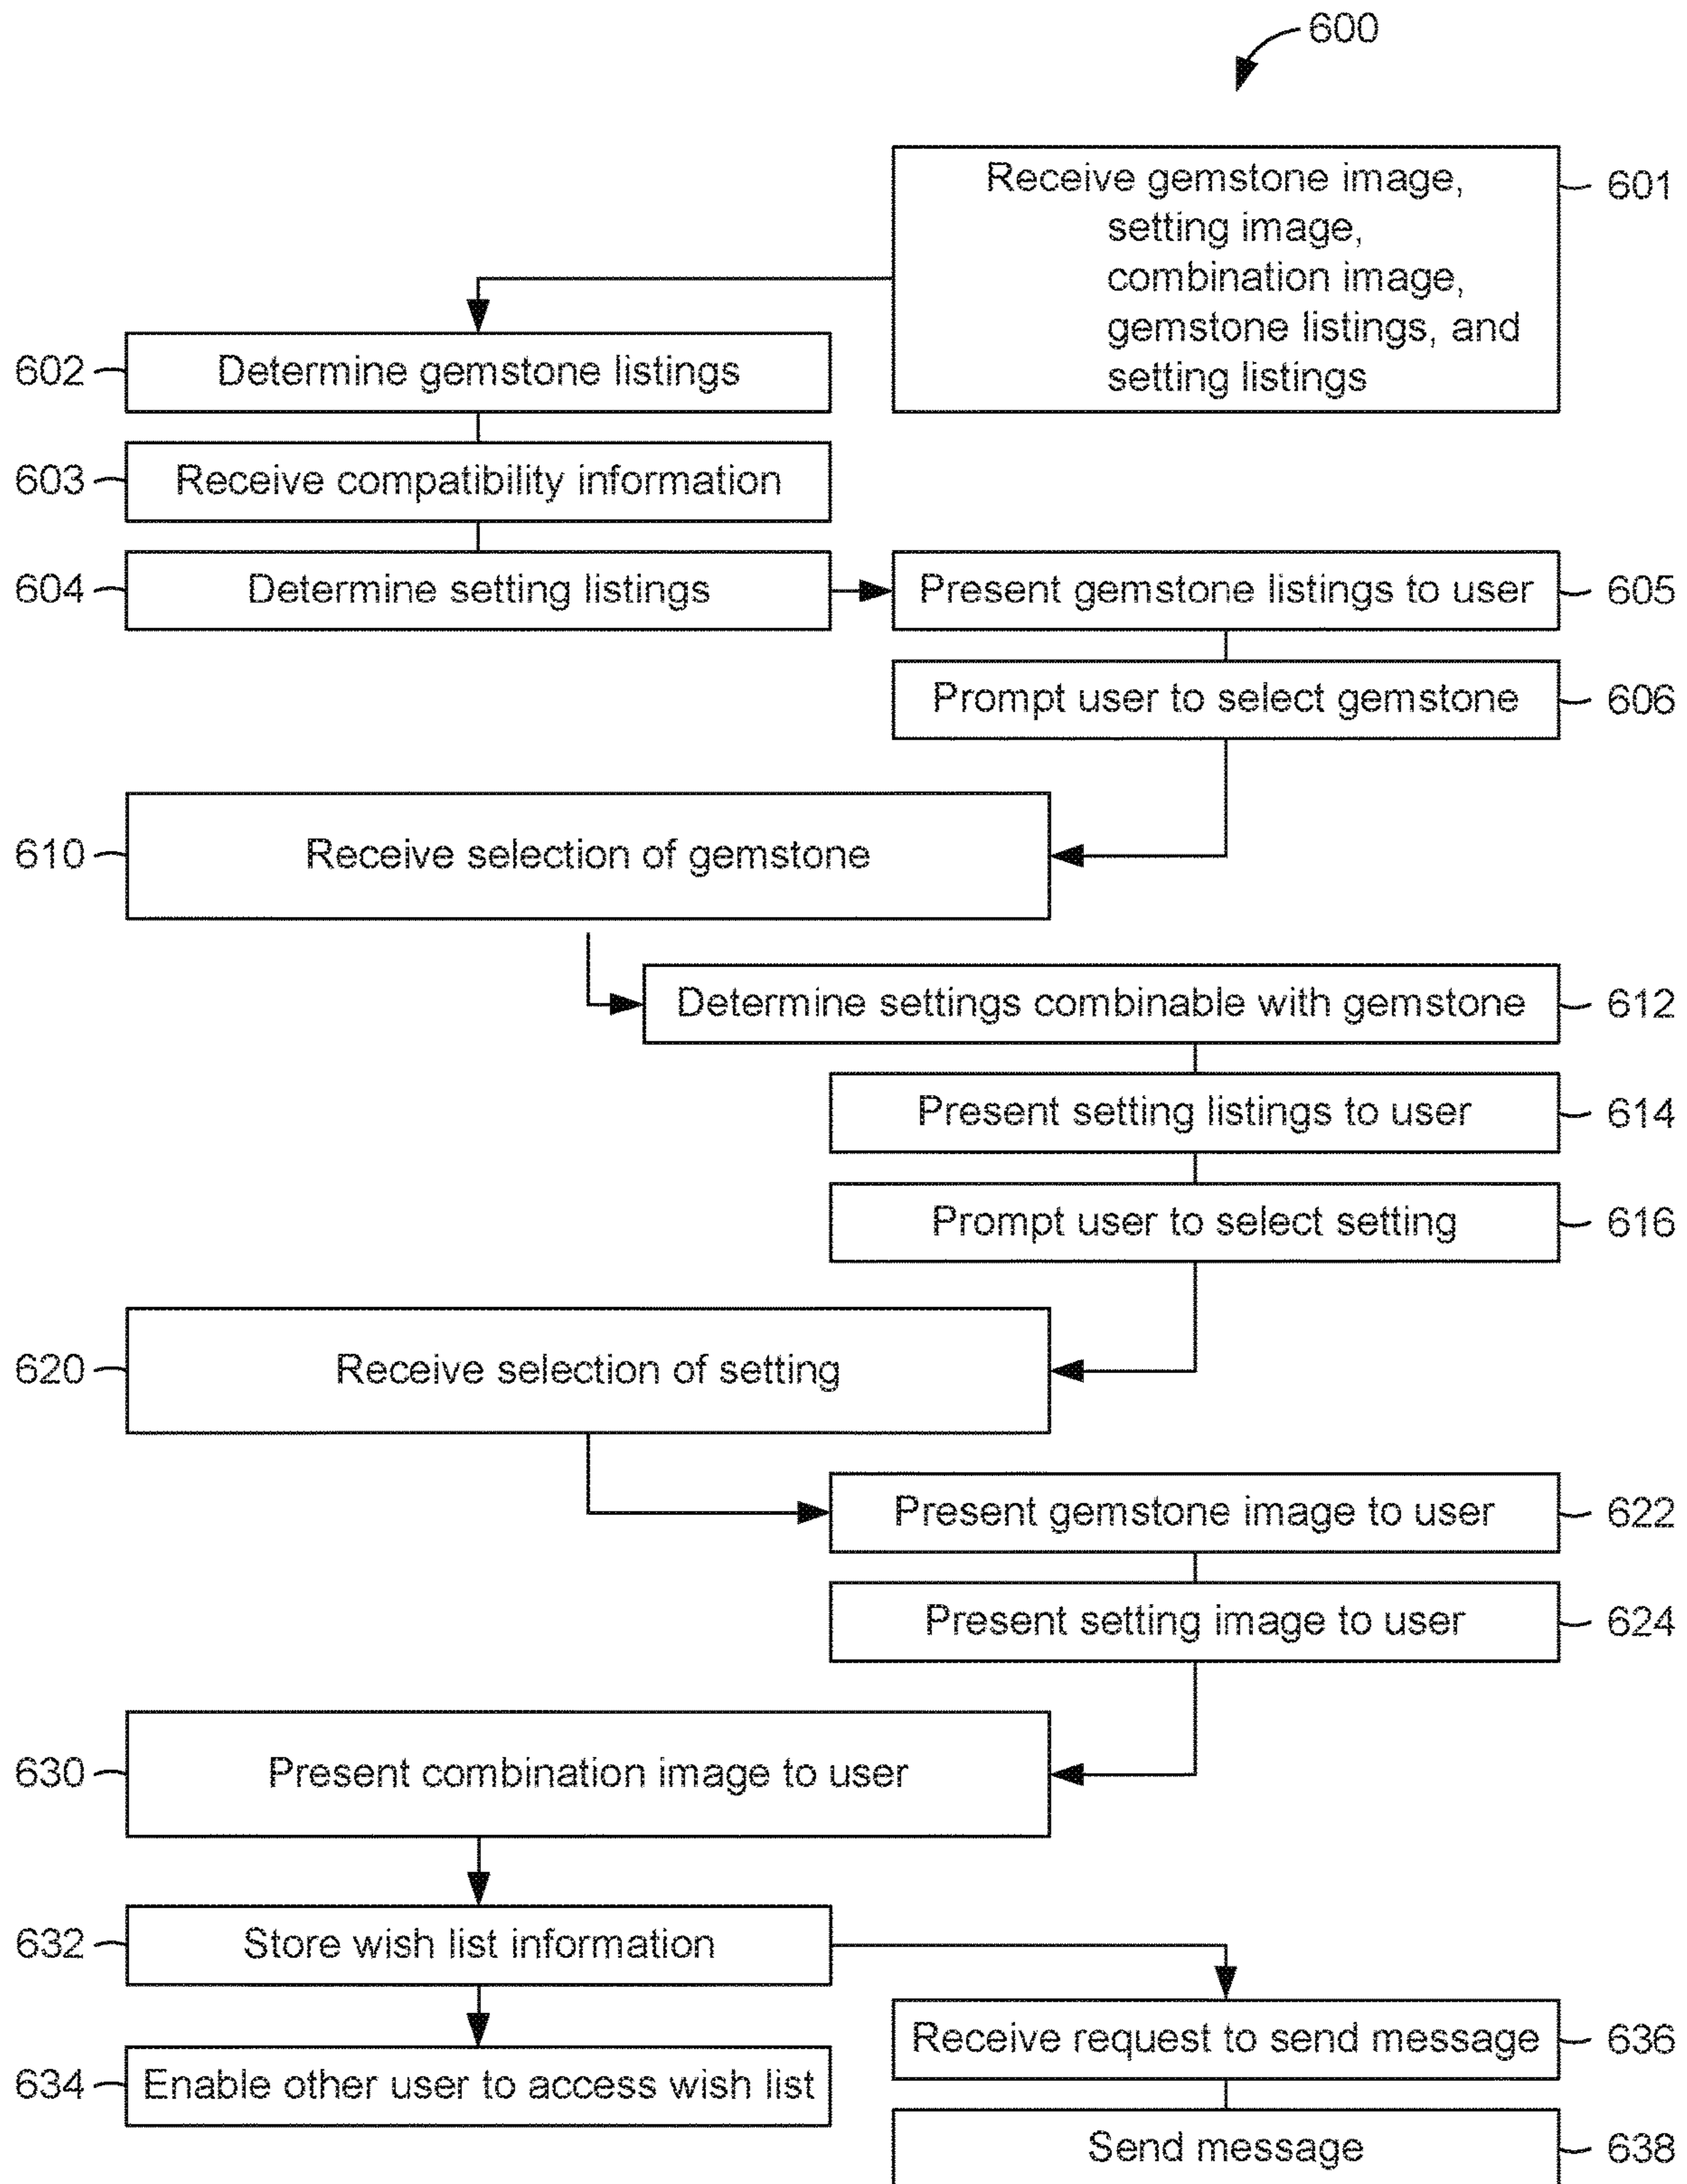 600
Receive gemstone image,
setting image,
combination image,
gemstone listings, and
setting listings
601
602
Determine gemstone listings
603
Receive compatibility information
604
Determine setting listings
Present gemstone listings to user
605
Prompt user to select gemstone
606
610
Receive selection of gemstone
Determine settings combinable with gemstone
612
Present setting listings to user
614
Prompt user to select setting
616
620
Receive selection of setting
Present gemstone image to user
622
Present setting image to user
624
630
Present combination image to user
632
Store wish list information
Receive request to send message
636
634
Enable other user to access wish list
Send message
638